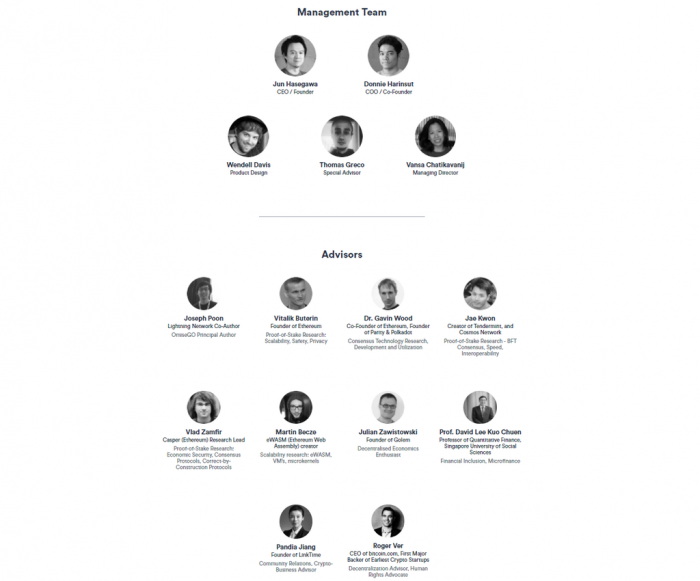 Management Team
Jun Hasegawa
CEO / Founder
Donnie Harinsut
COO / Co-Founder
Wendell Davis
Product Design
Thomas Greco
Special Advisor
Vansa Chatikavanij
Managing Director
Advisors
Joseph Poon
Lightning Network Co-Author
OmiseGO Principal Author
Vitalik Buterin
Founder of Ethereum
Proof-of-Stake Research:
Scalability, Safety, Privacy
Dr. Gavin Wood
Co-Founder of Ethereum, Founder
of Parity & Polkadot
Consensus Technology Research,
Development and Utilization
Jae Kwon
Creator of Tendermint, and
Cosmos Network
Proof-of-Stake Research - BFT
Consensus, Speed,
Interoperability
Vlad Zamfir
Casper (Ethereum) Research Lead
Proof-of-Stake Research:
Economic Security, Consensus
Protocols, Correct-by-
Construction Protocols
Martin Becze
eWASM (Ethereum Web
Assembly) creator
Scalability research: eWASM,
VM's, microkernels
Julian Zawistowski
Founder of Golem
Decentralised Economics
Enthusiast
Prof. David Lee Kuo Chuen
Professor of Quantitative Finance,
Singapore University of Social
Sciences
Financial Inclusion, Microfinance
Pandia Jiang
Founder of LinkTime
Community Relations, Crypto-
Business Advisor
Roger Ver
CEO of bitcoin.com, First Major
Backer of Earliest Crypto Startups
Decentralization Advisor, Human
Rights Advocate